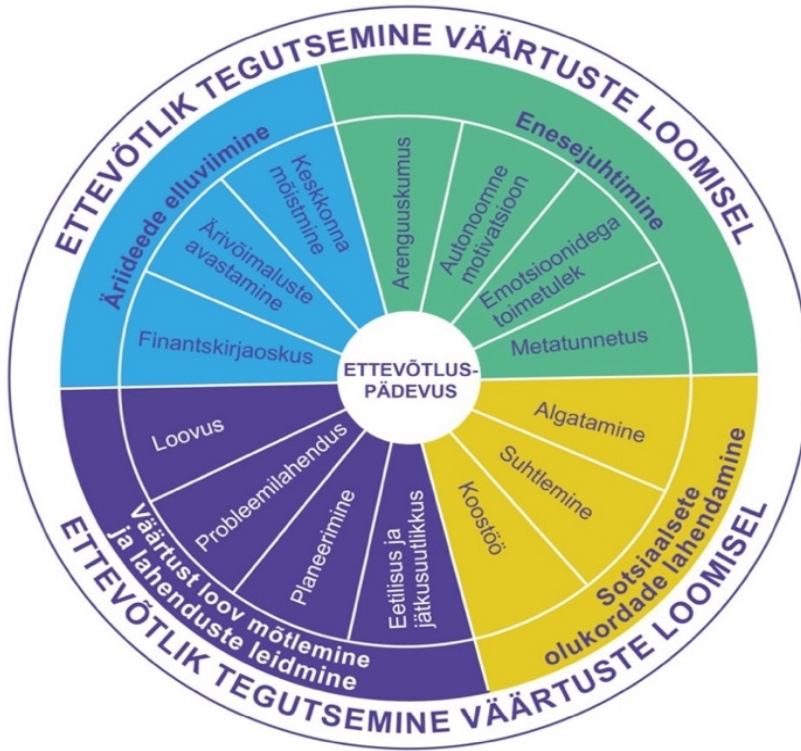 ETTEVÕTLIK TEGUTSEMINE VÄÄRTUSTE LOOMISEL
Äriideede elluviimine
Keskkonna
mõistmine
Ärivõimaluste
avastamine
Finantskirjaoskus
Enesejuhtimine
Arenguuskumus
Autonoomne
motivatsioon
Emotsioonidega
toimetulek
Metatunnetus
ETTEVÕTLUS-
PÄDEVUS
Loovus
Probleemilahendus
Planeerimine
Eetilisus ja
jätkusuutlikkus
Väärtust loov mõtlemine
ja lahenduste leidmine
Algatamine
Suhtlemine
Koostöö
Sotsiaalsete
olukordade lahendamine
ETTEVÕTLIK TEGUTSEMINE VÄÄRTUSTE LOOMISEL